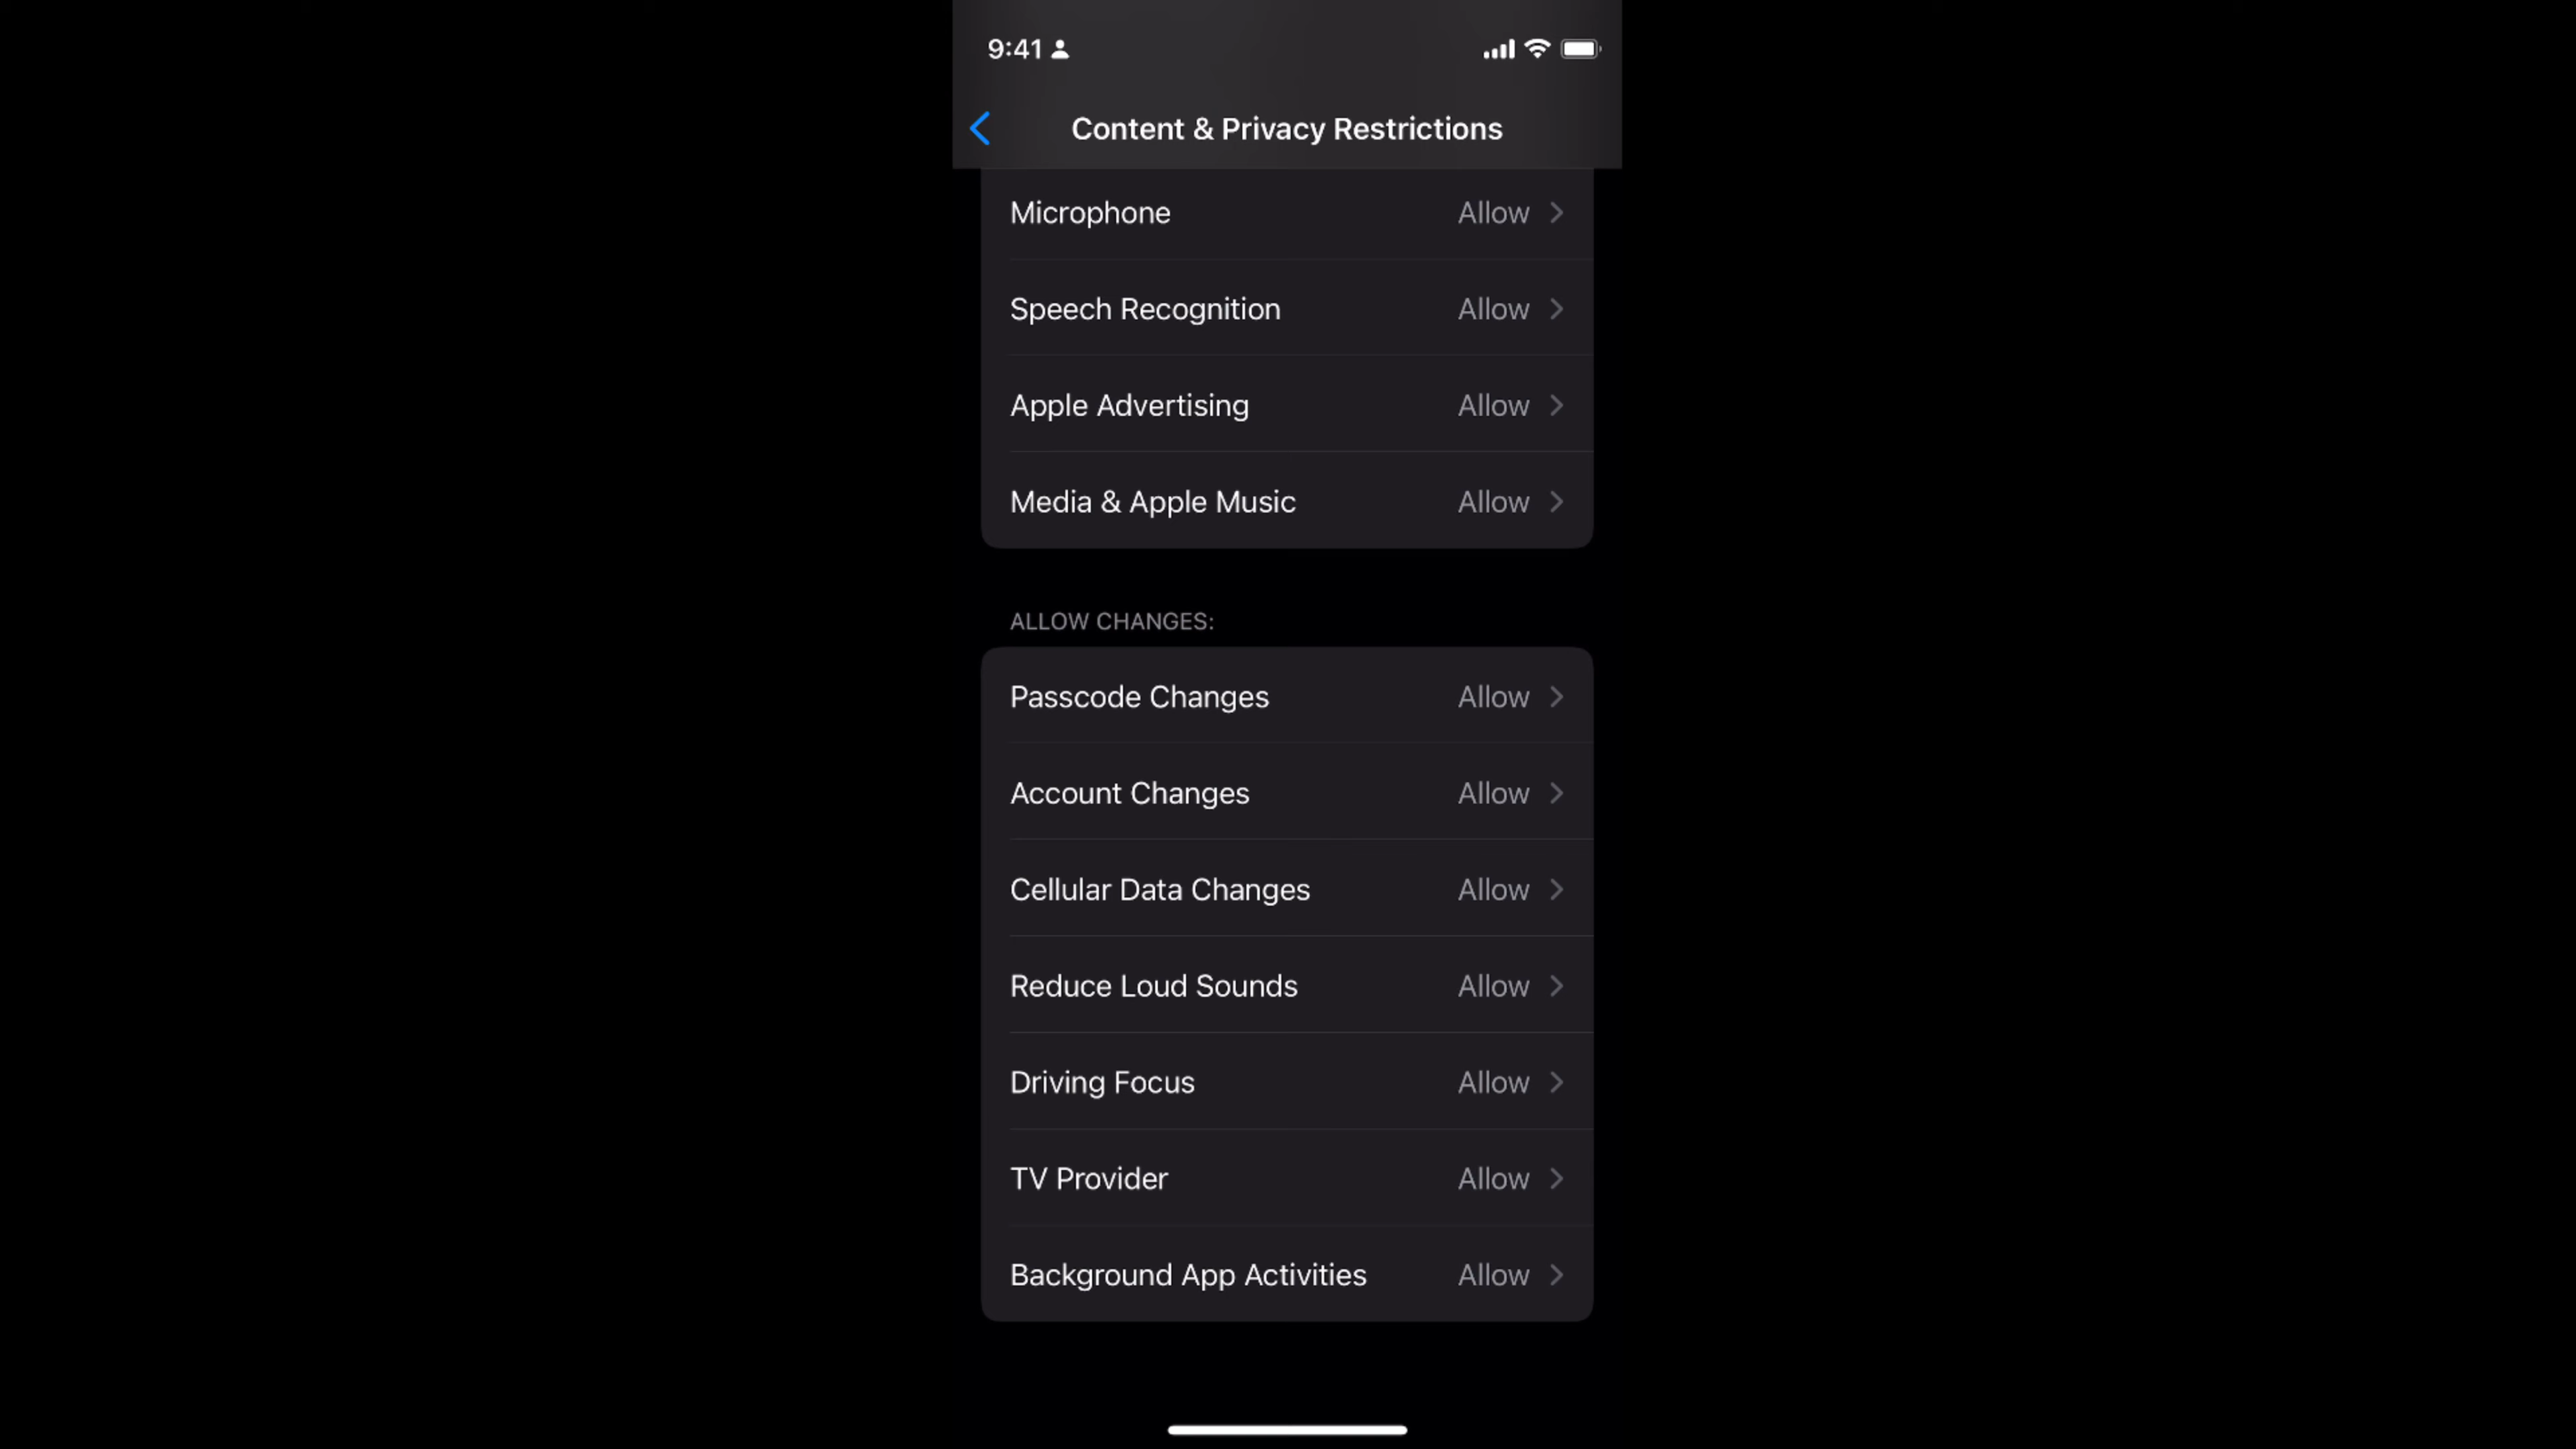 9:41
Content & Privacy Restrictions
Microphone Allow
Speech Recognition Allow
Apple Advertising Allow
Media & Apple Music Allow
ALLOW CHANGES:
Passcode Changes Allow
Account Changes Allow
Cellular Data Changes Allow
Reduce Loud Sounds Allow
Driving Focus Allow
TV Provider Allow
Background App Activities Allow